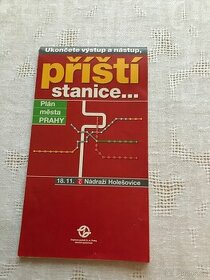 Ukončete výstup a nástup,
příští
stanice...
Plán
města
PRAHY
18.11. Nádraží Holešovice